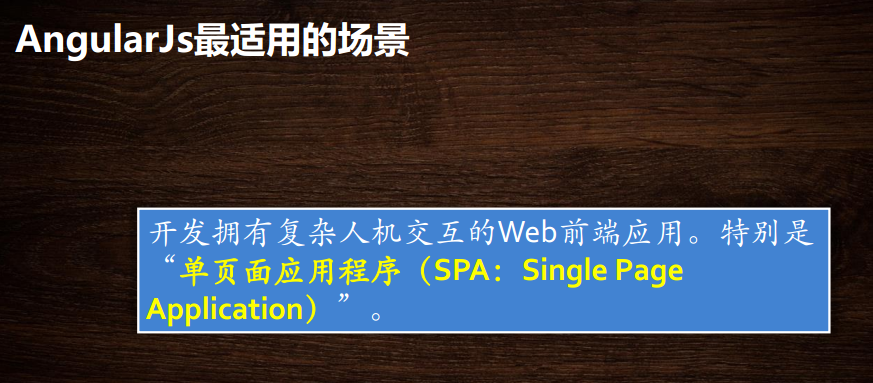 AngularJs最适用的场景
开发拥有复杂人机交互的Web前端应用。特别是
“单页面应用程序（SPA：Single Page
Application）”。